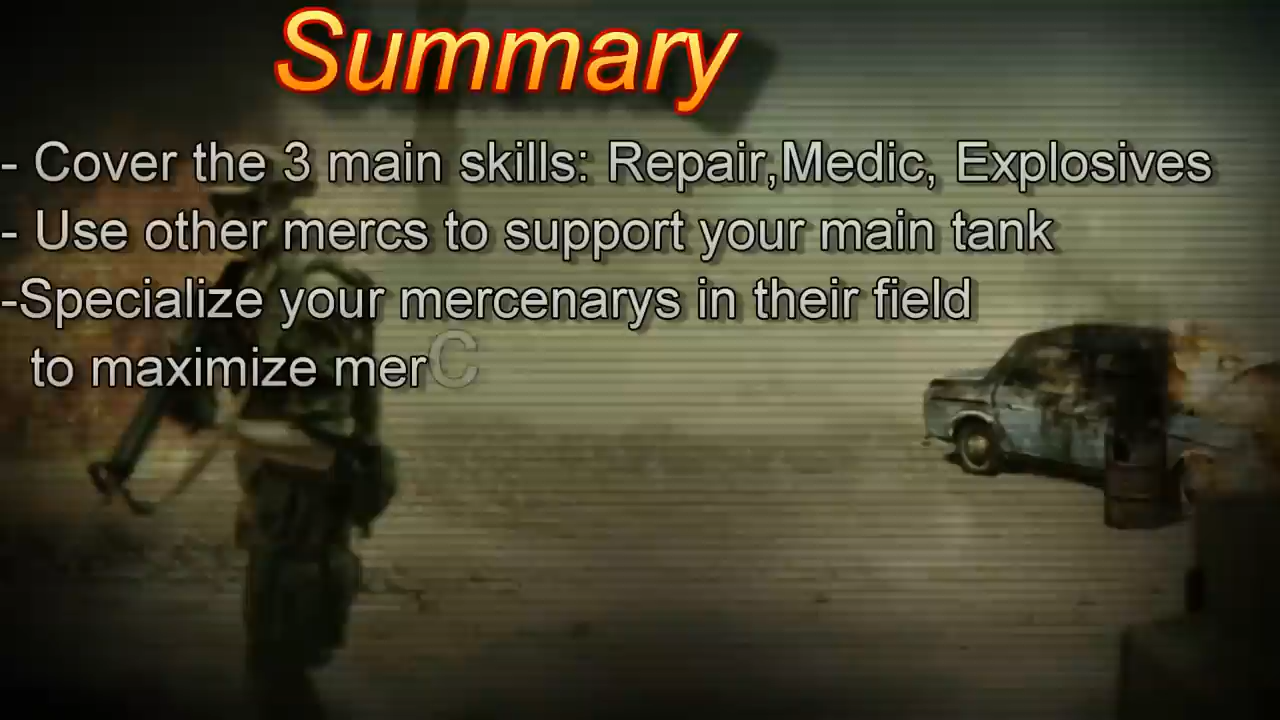 Summary
- Cover the 3 main skills: Repair,Medic, Explosives
- Use other mercs to support your main tank
-Specialize your mercenarys in their field
to maximize merC